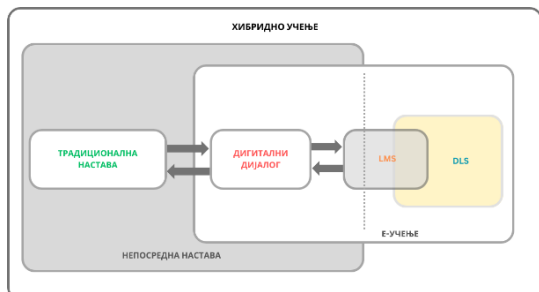 ХИБРИДНО УЧЕЊЕ
ТРАДИЦИОНАЛНА
НАСТАВА
ДИГИТАЛНИ
ДИЈАЛОГ
LMS
DLS
Е-УЧЕЊЕ
НЕПОСРЕДНА НАСТАВА